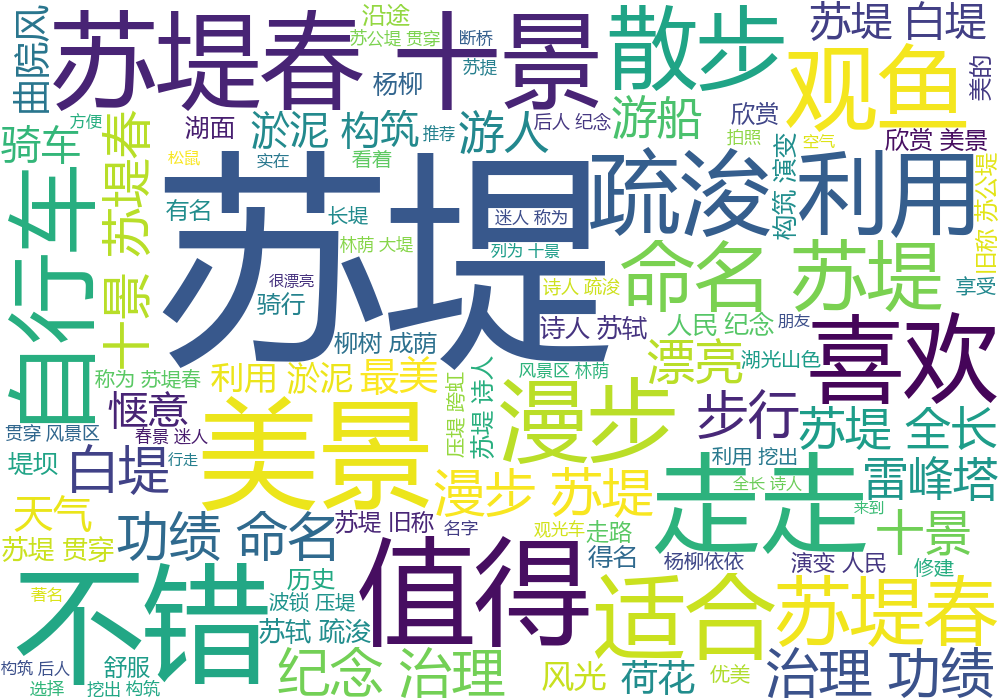 曲院风
苏堤春 十景
沿途
苏公堤 贯穿
杨柳
断桥
苏提
散步
苏堤 白堤
观鱼
美的
骑车
方便
苏堤春
湖面
淤泥 构筑
推荐
游人
后人 纪念
游船
欣赏
拍照
空气
欣赏 美景
松鼠
实在
看着
有名
长堤
林荫 大堤
苏堤
迷人 称为
列为 十景
疏浚 利用
构筑 演变
旧称 苏公堤
自行车
十景 苏堤春
很漂亮
骑行
诗人 疏浚
命名 苏堤
享受
柳树 成荫
诗人 苏轼
人民 纪念
朋友
喜欢
称为 苏堤春
利用 淤泥
最美
风景区 林荫
漂亮
湖光山色
惬意
美景
压堤 跨虹
苏堤 诗人
漫步
步行
苏堤 全长
贯穿 风景区
春景 迷人
堤坝
白堤
行走
漫步 苏堤
利用 挖出
走走
全长 诗人
雷峰塔
来到
天气
功绩 命名
苏堤 旧称
名字
观光车
走路
十景
苏堤 贯穿
值得
得名
杨柳依依
演变 人民
修建
不错
历史
著名
波锁 压堤
苏轼 疏浚
适合
苏堤春
构筑 后人
舒服
选择
挖出 构筑
纪念 治理
风光
荷花
优美
治理 功绩